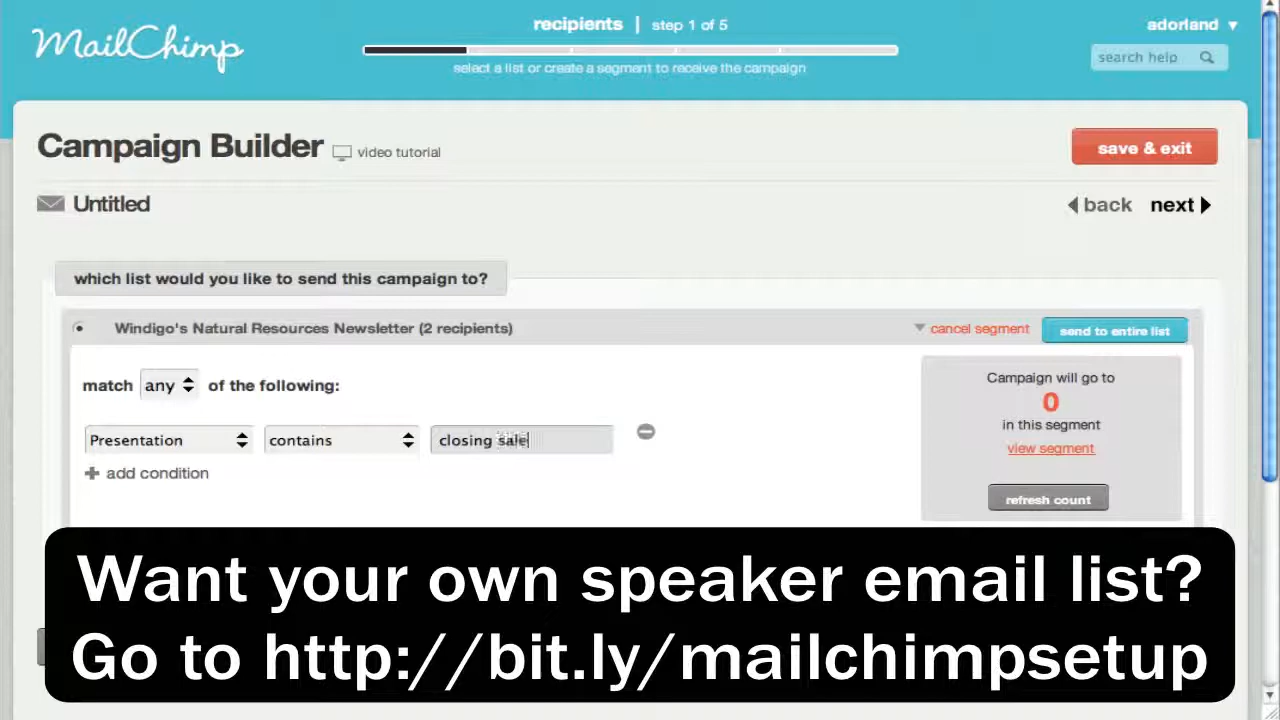 MailChimp
recipients | step 1 of 5
select a list or create a segment to receive the campaign
adorland
search help
Campaign Builder
video tutorial
save & exit
Untitled
back next
which list would you like to send this campaign to?
Windigo's Natural Resources Newsletter (2 recipients)
cancel segment
send to entire list
match any of the following:
Presentation contains closing sale
add condition
Campaign will go to
0
in this segment
view segment
refresh count
Want your own speaker email list?
Go to http://bit.ly/mailchimpsetup